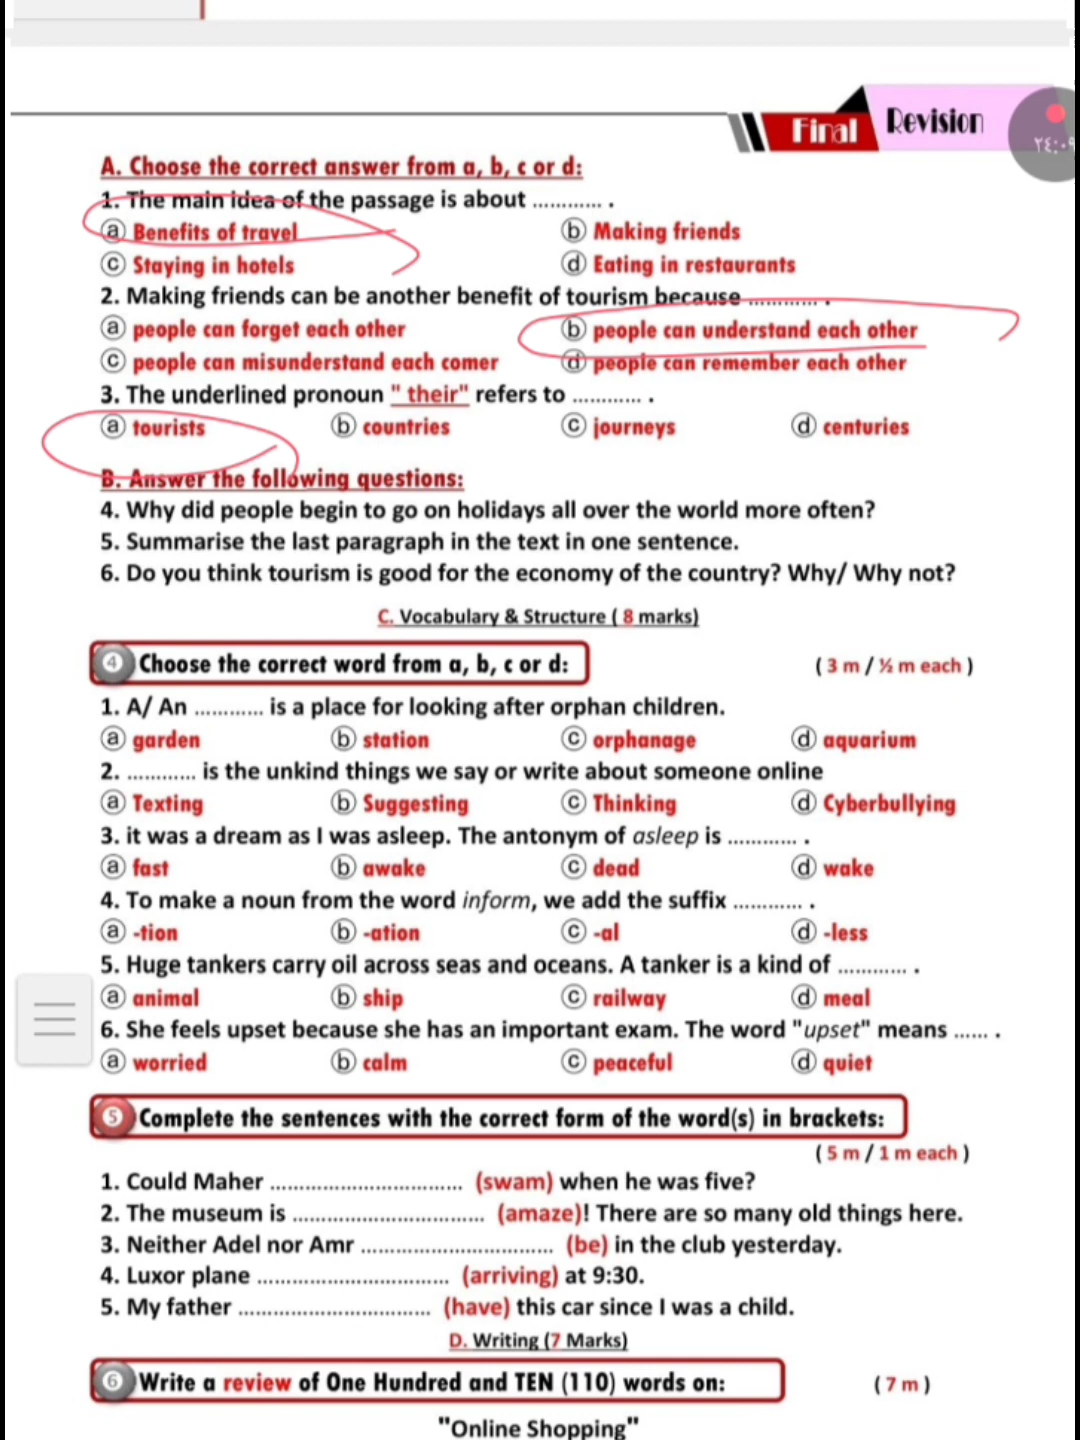 Final Revision
٢٤:٠٩
A. Choose the correct answer from a, b, c or d:
1. The main idea of the passage is about ............ .
ⓐ Benefits of travel ⓑ Making friends
ⓒ Staying in hotels ⓓ Eating in restaurants
2. Making friends can be another benefit of tourism because ............ .
ⓐ people can forget each other ⓑ people can understand each other
ⓒ people can misunderstand each comer ⓓ people can remember each other
3. The underlined pronoun " their" refers to ............ .
ⓐ tourists ⓑ countries ⓒ journeys ⓓ centuries
B. Answer the following questions:
4. Why did people begin to go on holidays all over the world more often?
5. Summarise the last paragraph in the text in one sentence.
6. Do you think tourism is good for the economy of the country? Why/ Why not?
C. Vocabulary & Structure ( 8 marks)
4 Choose the correct word from a, b, c or d: ( 3 m / ½ m each )
1. A/ An ............ is a place for looking after orphan children.
ⓐ garden ⓑ station ⓒ orphanage ⓓ aquarium
2. ............ is the unkind things we say or write about someone online
ⓐ Texting ⓑ Suggesting ⓒ Thinking ⓓ Cyberbullying
3. it was a dream as I was asleep. The antonym of asleep is ............ .
ⓐ fast ⓑ awake ⓒ dead ⓓ wake
4. To make a noun from the word inform, we add the suffix ............ .
ⓐ -tion ⓑ -ation ⓒ -al ⓓ -less
5. Huge tankers carry oil across seas and oceans. A tanker is a kind of ............ .
ⓐ animal ⓑ ship ⓒ railway ⓓ meal
6. She feels upset because she has an important exam. The word "upset" means ...... .
ⓐ worried ⓑ calm ⓒ peaceful ⓓ quiet
5 Complete the sentences with the correct form of the word(s) in brackets:
( 5 m / 1 m each )
1. Could Maher ................................. (swam) when he was five?
2. The museum is ................................. (amaze)! There are so many old things here.
3. Neither Adel nor Amr ................................. (be) in the club yesterday.
4. Luxor plane ................................. (arriving) at 9:30.
5. My father ................................. (have) this car since I was a child.
D. Writing (7 Marks)
6 Write a review of One Hundred and TEN (110) words on: ( 7 m )
"Online Shopping"